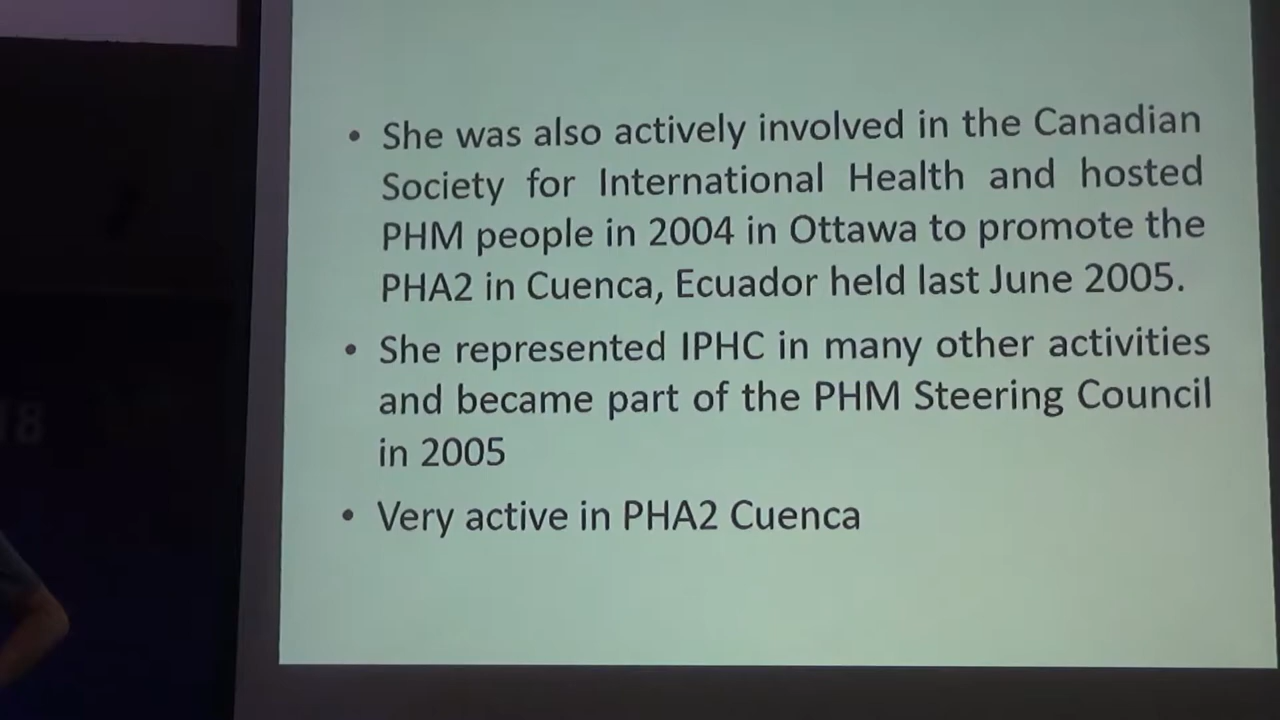 • She was also actively involved in the Canadian
Society for International Health and hosted
PHM people in 2004 in Ottawa to promote the
PHA2 in Cuenca, Ecuador held last June 2005.
• She represented IPHC in many other activities
and became part of the PHM Steering Council
in 2005
• Very active in PHA2 Cuenca
18